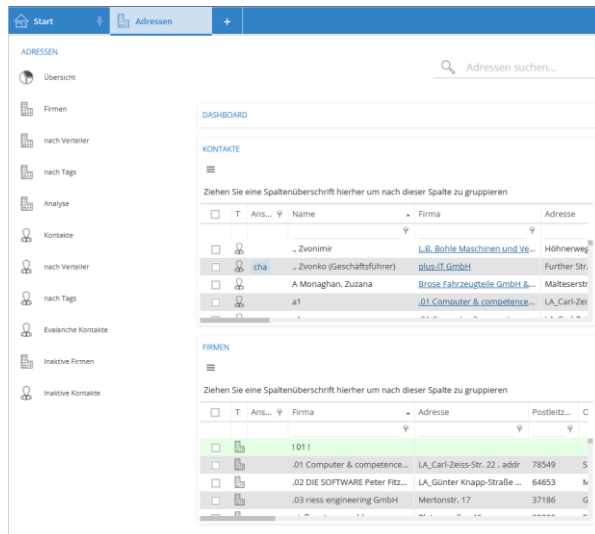 Start
Adressen
+
ADRESSEN
Adressen suchen...
Übersicht
Firmen
nach Verteiler
nach Tags
Analyse
Kontakte
nach Verteiler
nach Tags
Evalanche Kontakte
Inaktive Firmen
Inaktive Kontakte
DASHBOARD
KONTAKTE
Ziehen Sie eine Spaltenüberschrift hierher um nach dieser Spalte zu gruppieren
T Ans... Name Firma Adresse
., Zvonimir L.B. Bohle Maschinen und Ve... Höhnerweg
cha ., Zvonko (Geschäftsführer) plus-IT GmbH Further Str.
A Monaghan, Zuzana Brose Fahrzeugteile GmbH &... Malteserstr
a1 .01 Computer & competence... LA_Carl-Zei
FIRMEN
Ziehen Sie eine Spaltenüberschrift hierher um nach dieser Spalte zu gruppieren
T Ans... Firma Adresse Postleitz...
! 01 !
.01 Computer & competence... LA_Carl-Zeiss-Str. 22 , addr 78549 S
.02 DIE SOFTWARE Peter Fitz... LA_Günter Knapp-Straße ... 64653 M
.03 riess engineering GmbH Mertonstr. 17 37186 G